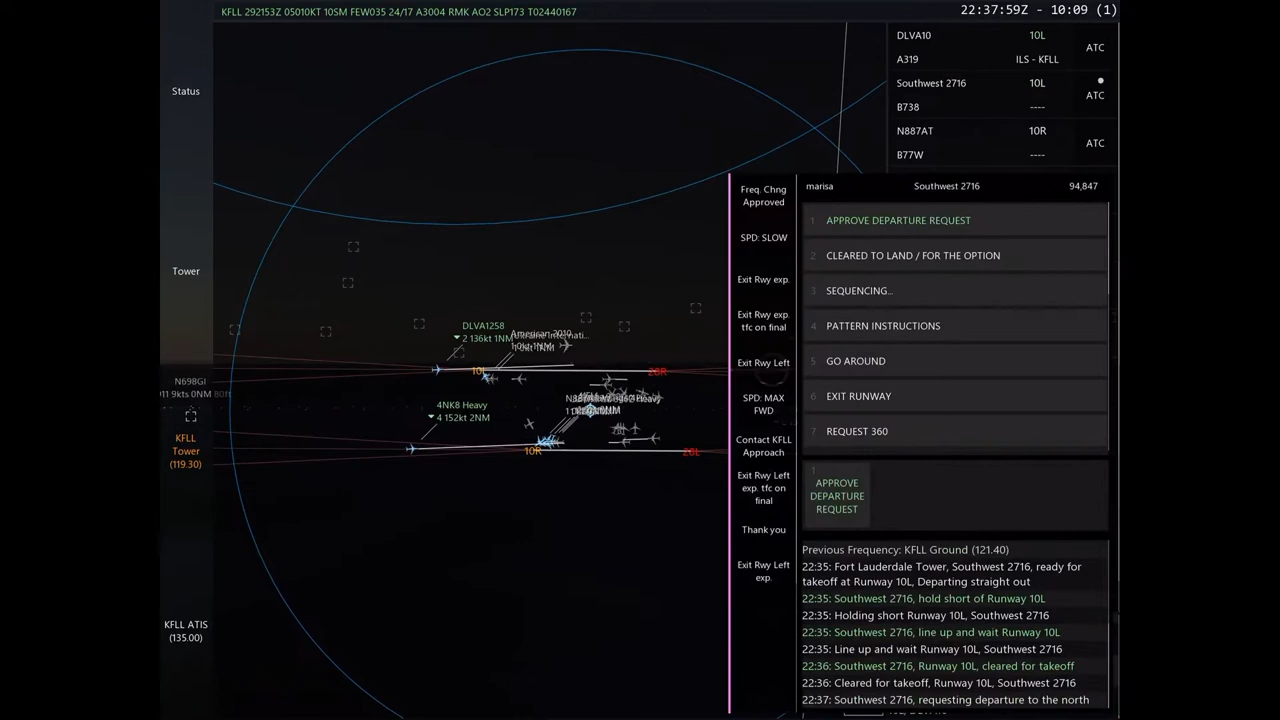 KFLL 292153Z 05010KT 10SM FEW035 24/17 A3004 RMK AO2 SLP173 T02440167
22:37:59Z - 10:09 (1)
Status
Tower
N698GI
KFLL
Tower
(119.30)
KFLL ATIS
(135.00)
DLVA1258
2 136kt 1NM
American 2010
10L
28R
4NK8 Heavy
4 152kt 2NM
10R
28L
DLVA10
10L
A319
ILS - KFLL
ATC
Southwest 2716
10L
B738
----
ATC
N887AT
10R
B77W
----
ATC
Freq. Chng
Approved
SPD: SLOW
Exit Rwy exp.
Exit Rwy exp.
tfc on final
Exit Rwy Left
SPD: MAX
FWD
Contact KFLL
Approach
Exit Rwy Left
exp. tfc on
final
Thank you
Exit Rwy Left
exp.
marisa
Southwest 2716
94,847
1 APPROVE DEPARTURE REQUEST
2 CLEARED TO LAND / FOR THE OPTION
3 SEQUENCING...
4 PATTERN INSTRUCTIONS
5 GO AROUND
6 EXIT RUNWAY
7 REQUEST 360
1
APPROVE
DEPARTURE
REQUEST
Previous Frequency: KFLL Ground (121.40)
22:35: Fort Lauderdale Tower, Southwest 2716, ready for
takeoff at Runway 10L, Departing straight out
22:35: Southwest 2716, hold short of Runway 10L
22:35: Holding short Runway 10L, Southwest 2716
22:35: Southwest 2716, line up and wait Runway 10L
22:35: Line up and wait Runway 10L, Southwest 2716
22:36: Southwest 2716, Runway 10L, cleared for takeoff
22:36: Cleared for takeoff, Runway 10L, Southwest 2716
22:37: Southwest 2716, requesting departure to the north